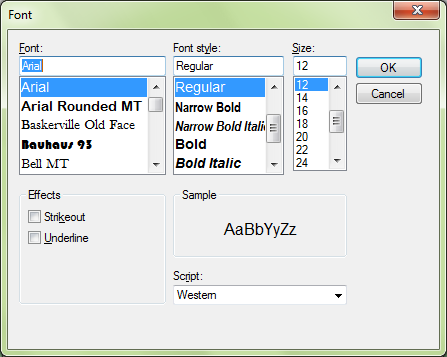 Font
Font:
Arial
Arial
Arial Rounded MT
Baskerville Old Face
Bauhaus 93
Bell MT
Font style:
Regular
Regular
Narrow Bold
Narrow Bold Itali
Bold
Bold Italic
Size:
12
12
14
16
18
20
22
24
OK
Cancel
Effects
Strikeout
Underline
Sample
AaBbYyZz
Script:
Western